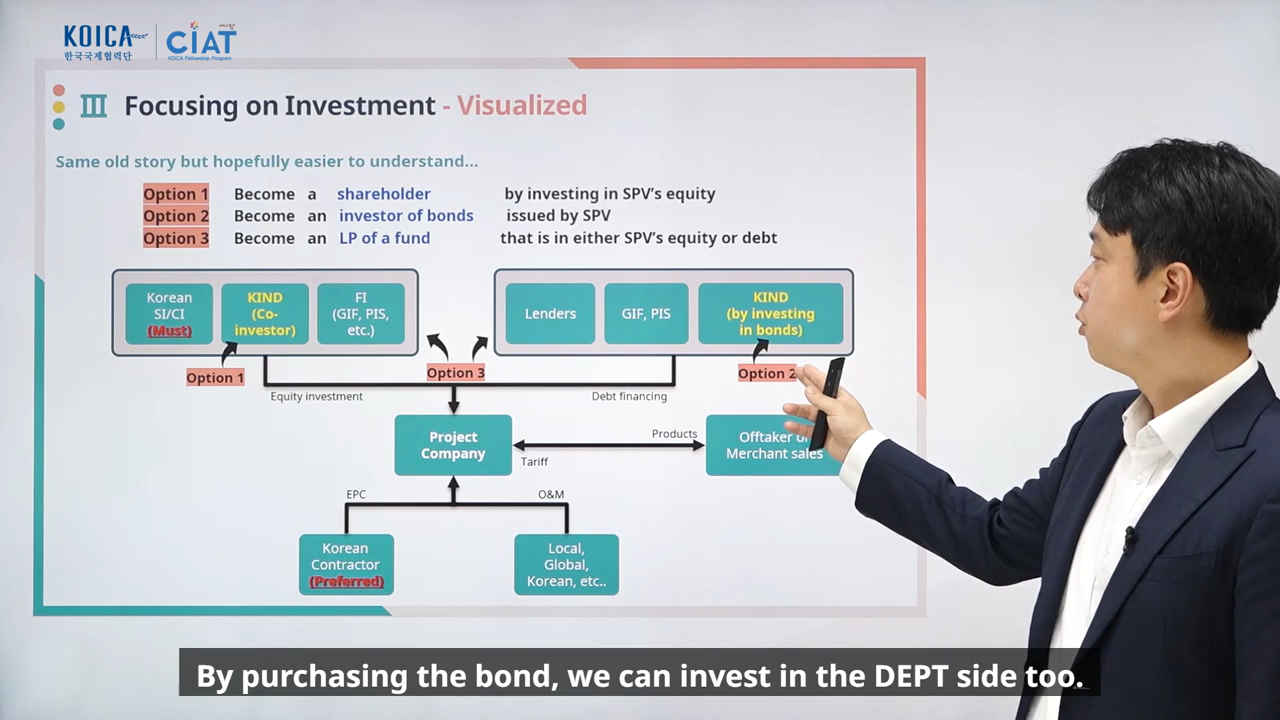 KOICA
한국국제협력단
CIAT
KOICA Fellowship Program
III Focusing on Investment - Visualized
Same old story but hopefully easier to understand...
Option 1 Become a shareholder by investing in SPV's equity
Option 2 Become an investor of bonds issued by SPV
Option 3 Become an LP of a fund that is in either SPV's equity or debt
Korean
SI/CI
(Must)
KIND
(Co-
investor)
FI
(GIF, PIS,
etc.)
Lenders
GIF, PIS
KIND
(by investing
in bonds)
Option 1
Option 3
Option 2
Equity investment
Debt financing
Project
Company
Products
Tariff
Offtaker or
Merchant sales
EPC
O&M
Korean
Contractor
(Preferred)
Local,
Global,
Korean, etc..
By purchasing the bond, we can invest in the DEPT side too.